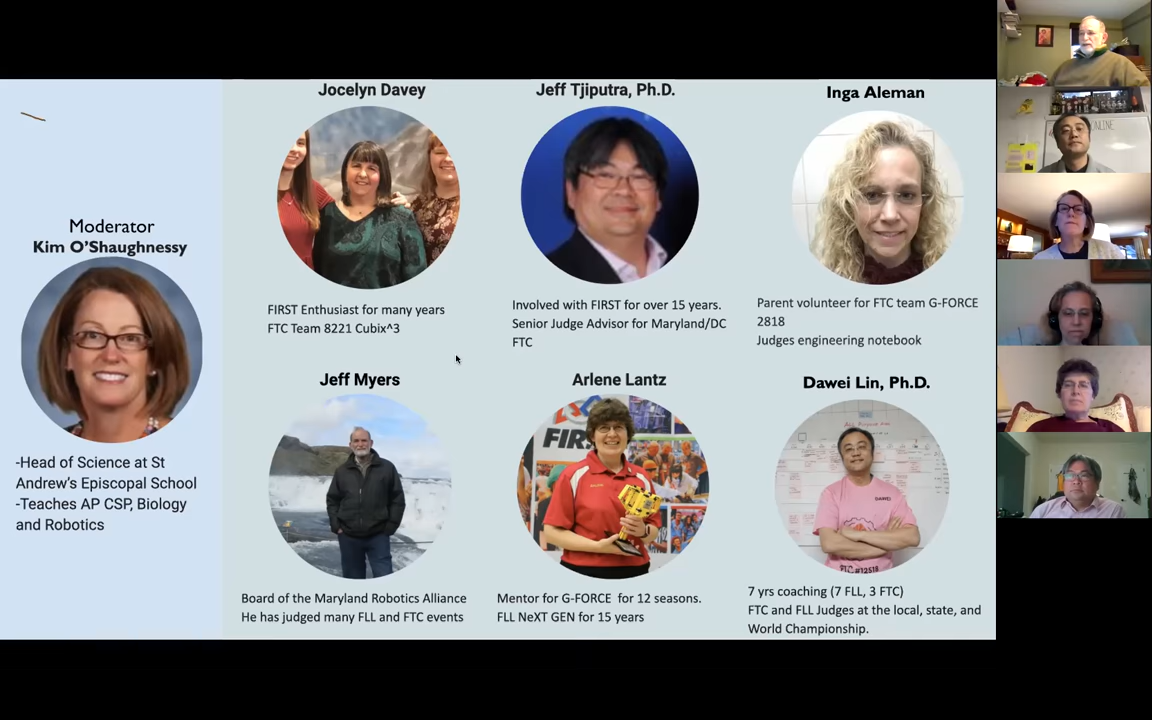 Moderator
Kim O'Shaughnessy
-Head of Science at St
Andrew's Episcopal School
-Teaches AP CSP, Biology
and Robotics
Jocelyn Davey
FIRST Enthusiast for many years
FTC Team 8221 Cubix^3
Jeff Tjiputra, Ph.D.
Involved with FIRST for over 15 years.
Senior Judge Advisor for Maryland/DC
FTC
Inga Aleman
Parent volunteer for FTC team G-FORCE
2818
Judges engineering notebook
Jeff Myers
Board of the Maryland Robotics Alliance
He has judged many FLL and FTC events
Arlene Lantz
FIRS
Mentor for G-FORCE for 12 seasons.
FLL NeXT GEN for 15 years
Dawei Lin, Ph.D.
DAWEI
FTC #12518
7 yrs coaching (7 FLL, 3 FTC)
FTC and FLL Judges at the local, state, and
World Championship.
ONLINE